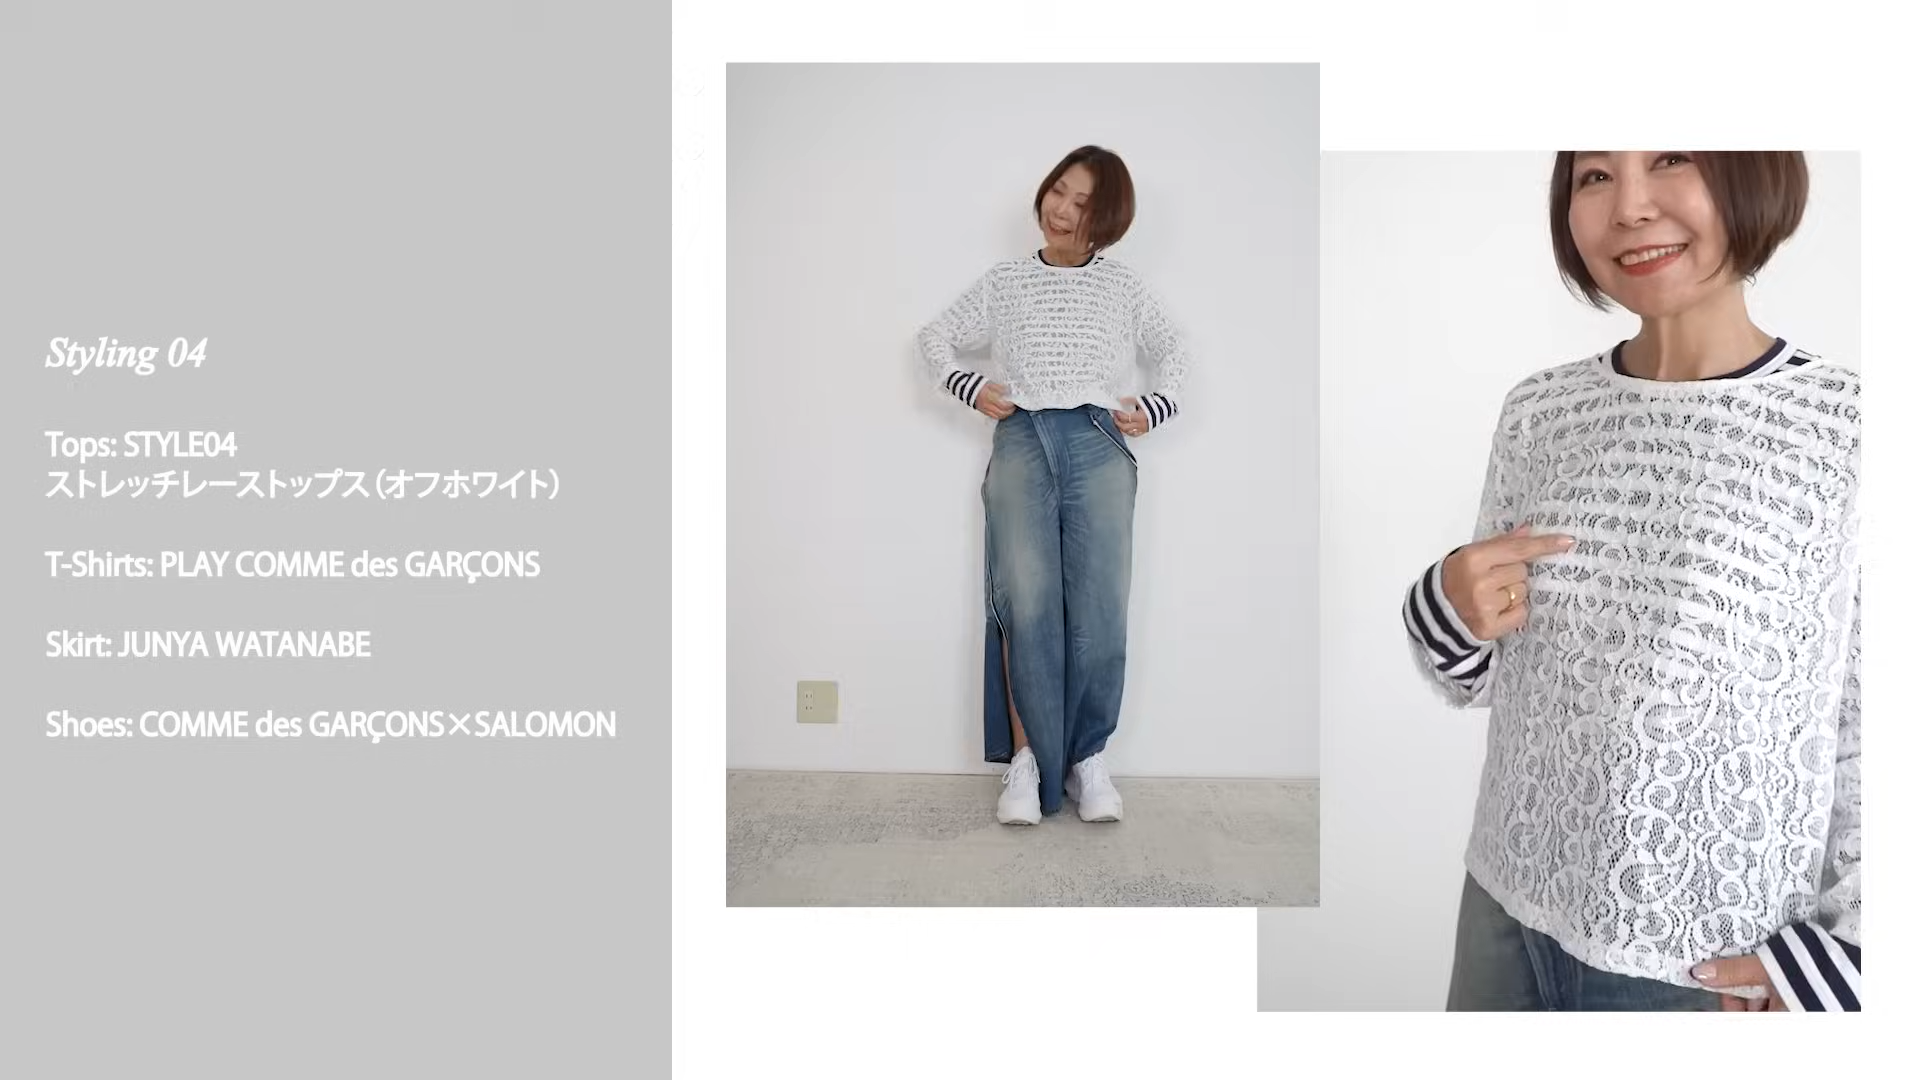 Styling 04
Tops: STYLE04
ストレッチレーストップス（オフホワイト）
T-Shirts: PLAY COMME des GARÇONS
Skirt: JUNYA WATANABE
Shoes: COMME des GARÇONS×SALOMON